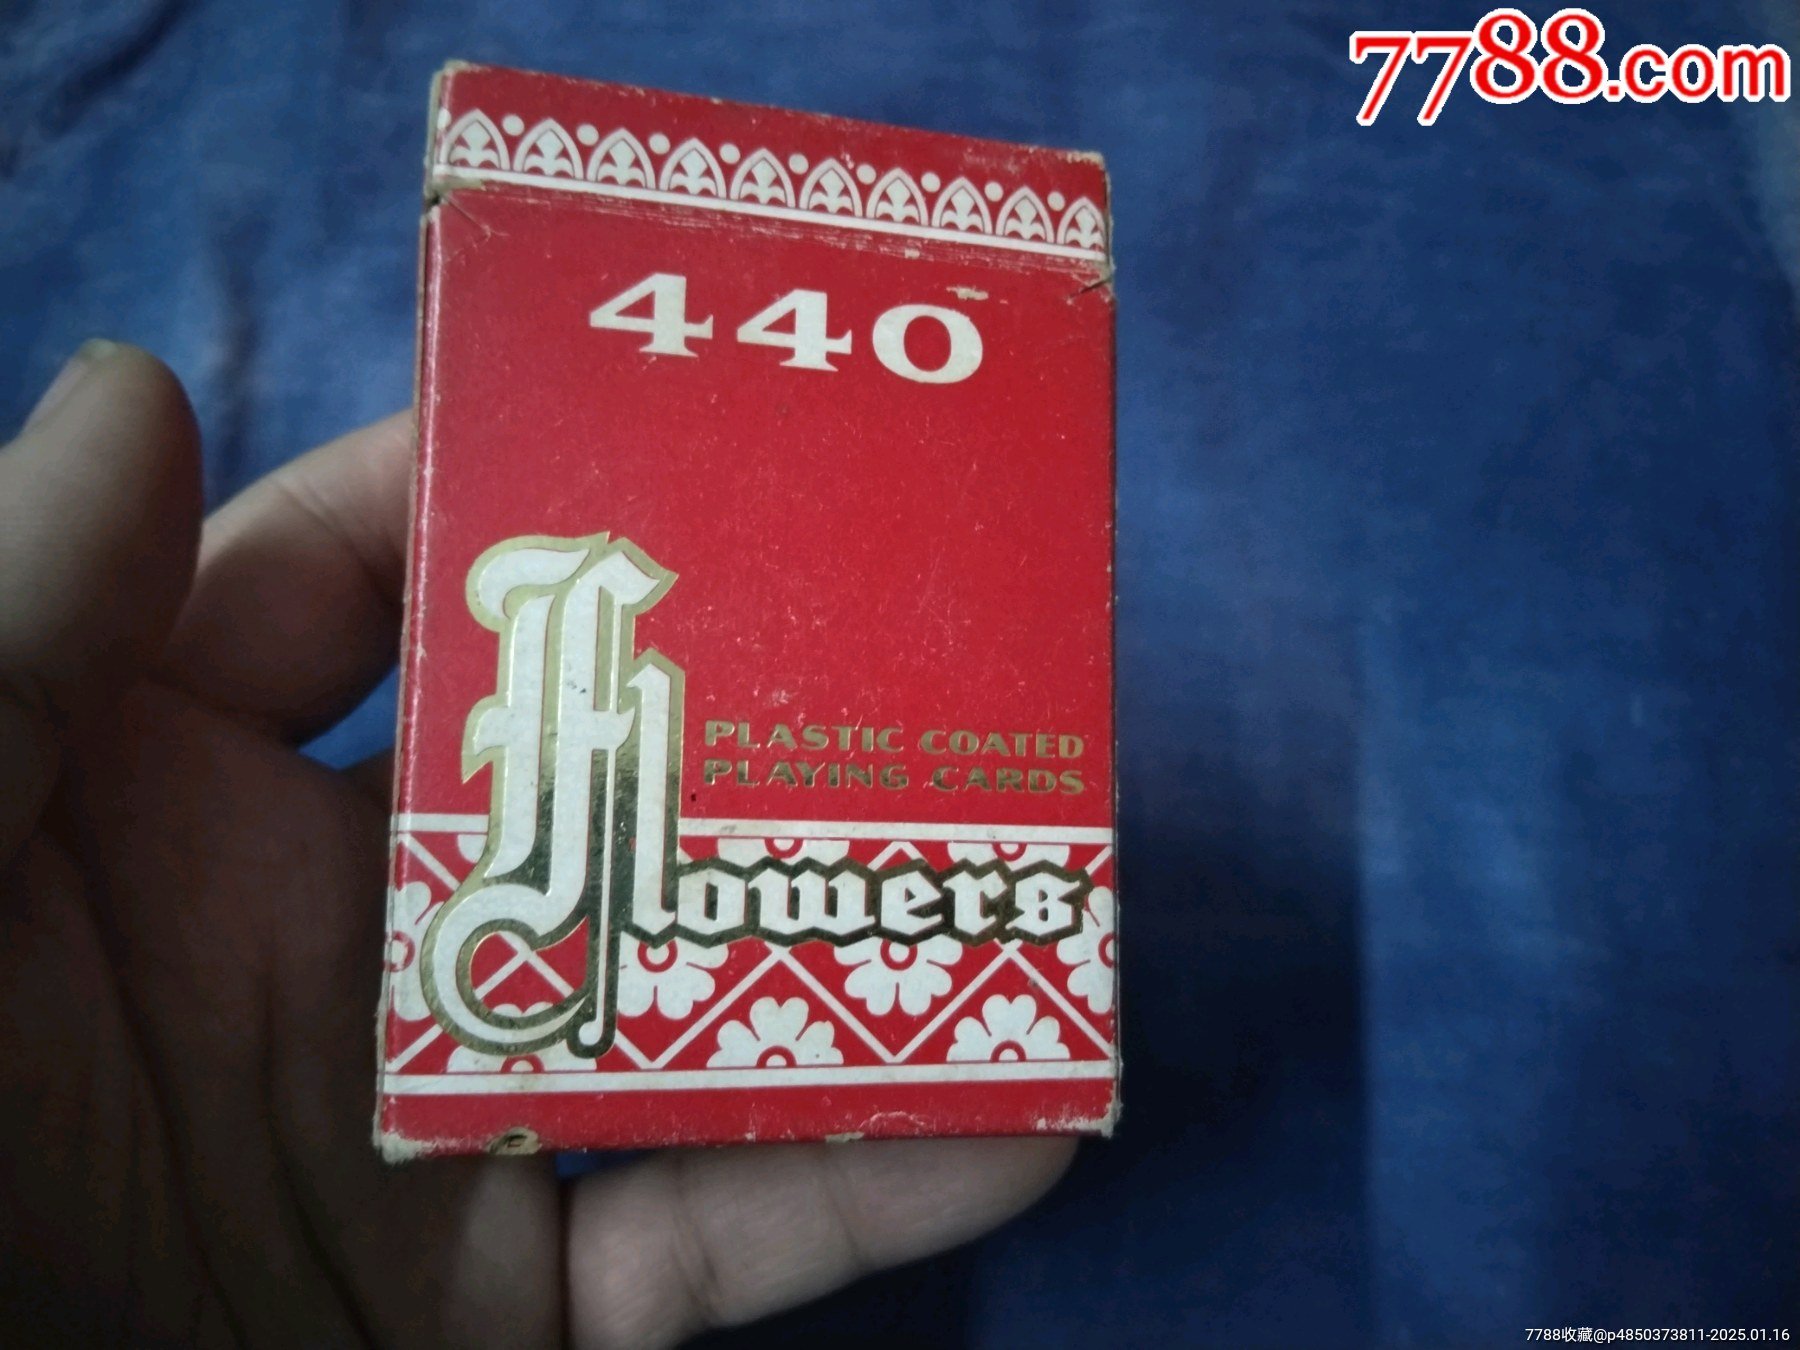 7788.com
440
PLASTIC COATED
PLAYING CARDS
Flowers
7788收藏@p4850373811-2025.01.16